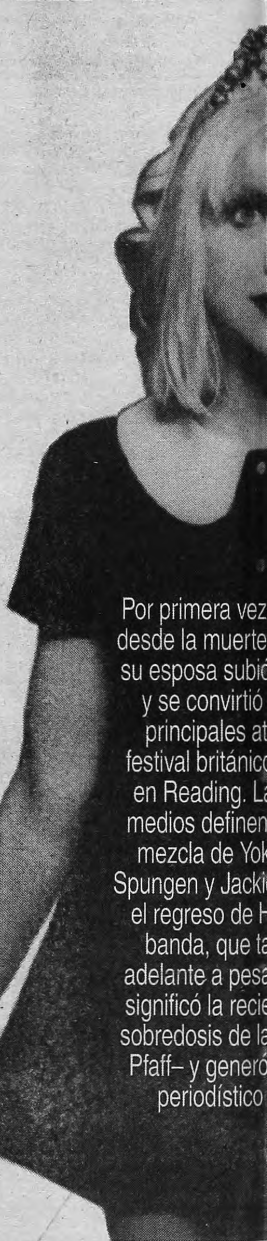 Por primera vez
desde la muerte
su esposa subió
y se convirtió
principales at
festival británico
en Reading. La
medios definen
mezcla de Yok
Spungen y Jacki
el regreso de H
banda, que ta
adelante a pesa
significó la recie
sobredosis de la
Pfaff– y generó
periodístico